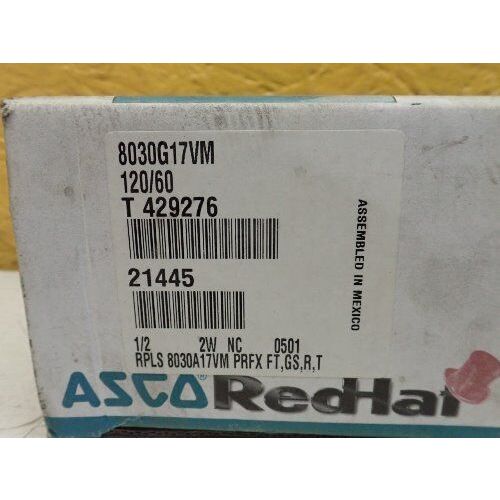 8030G17VM
120/60
T 429276
21445
1/2 2W NC 0501
RPLS 8030A17VM PRFX FT,GS,R,T
ASSEMBLED IN MEXICO
ASCO® RedHat